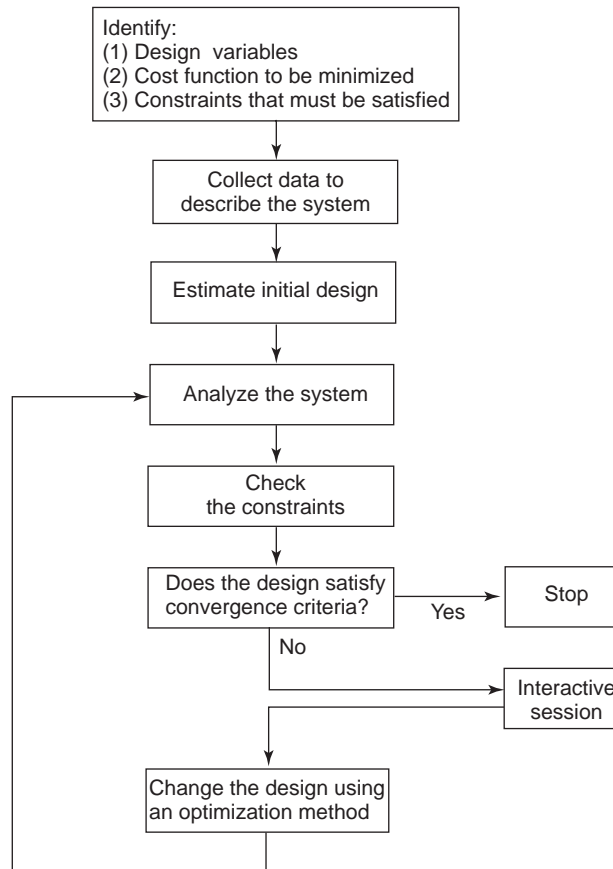 Identify:
(1) Design variables
(2) Cost function to be minimized
(3) Constraints that must be satisfied
Collect data to
describe the system
Estimate initial design
Analyze the system
Check
the constraints
Does the design satisfy
convergence criteria?
Yes
Stop
No
Interactive
session
Change the design using
an optimization method